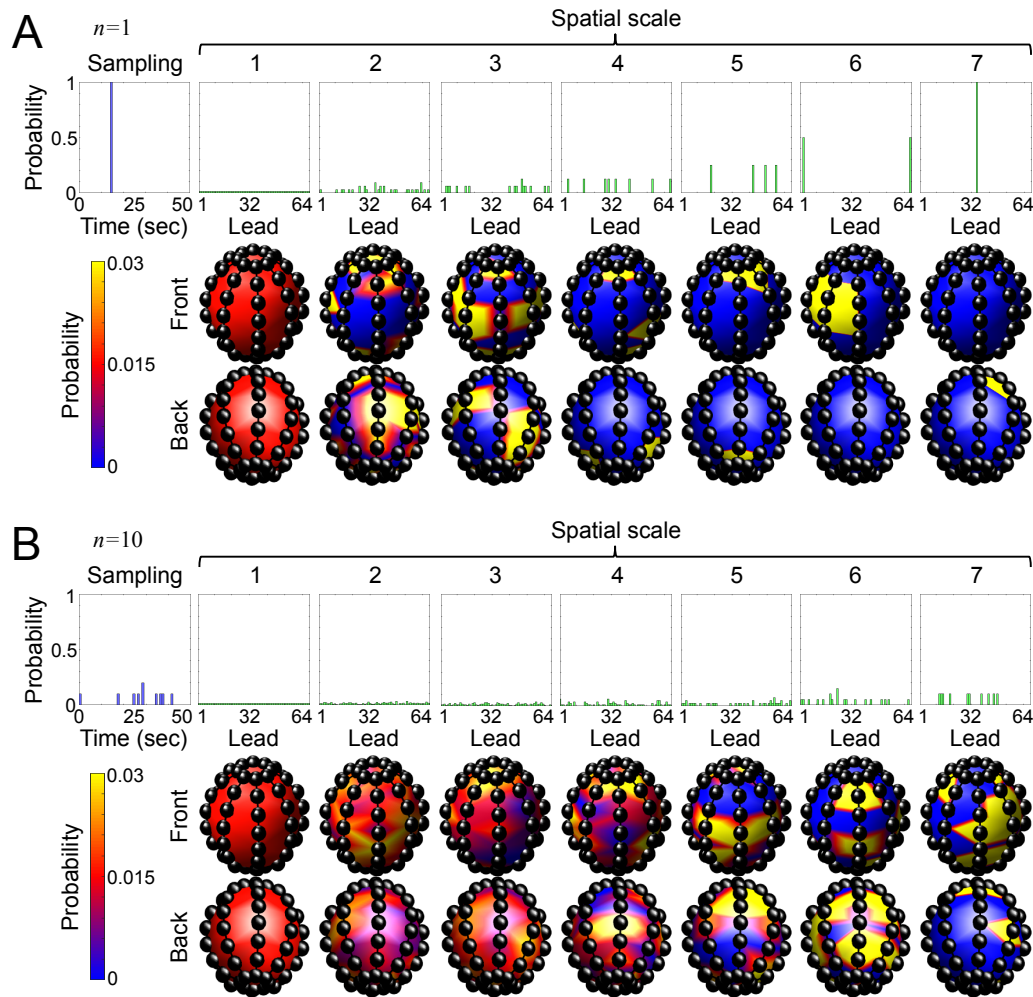 A
n=1
Spatial scale
Sampling 1 2 3 4 5 6 7
Probability
1
0.5
0
0 25 50 1 32 64 1 32 64 1 32 64 1 32 64 1 32 64 1 32 64 1 32 64
Time (sec) Lead Lead Lead Lead Lead Lead Lead
Probability
0.03
0.015
0
Front
Back
B
n=10
Spatial scale
Sampling 1 2 3 4 5 6 7
Probability
1
0.5
0
0 25 50 1 32 64 1 32 64 1 32 64 1 32 64 1 32 64 1 32 64 1 32 64
Time (sec) Lead Lead Lead Lead Lead Lead Lead
Probability
0.03
0.015
0
Front
Back